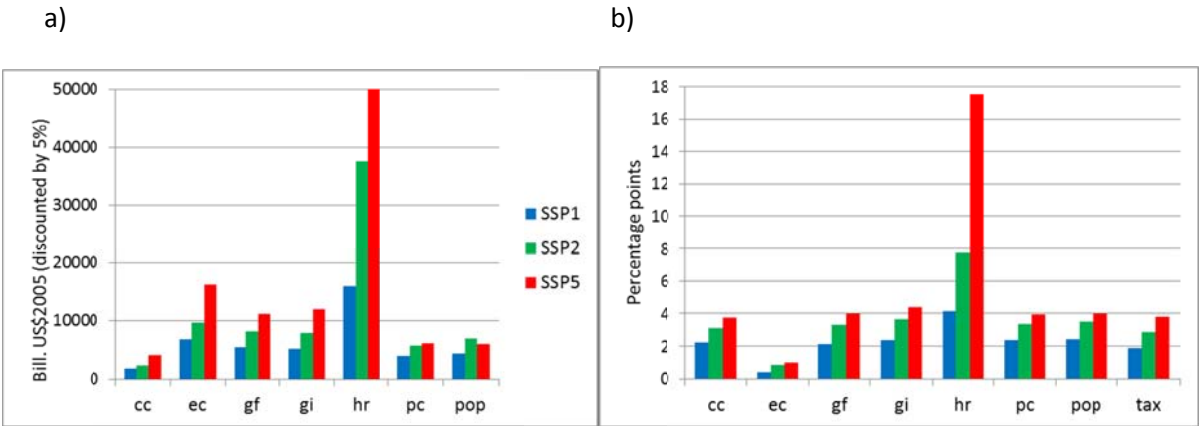 a)
b)
Bill. US$2005 (discounted by 5%)
50000
40000
30000
20000
10000
0
cc ec gf gi hr pc pop
SSP1
SSP2
SSP5
Percentage points
18
16
14
12
10
8
6
4
2
0
cc ec gf gi hr pc pop tax